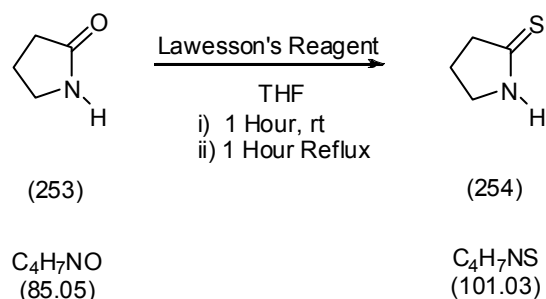 O
N
H
Lawesson's Reagent
THF
i) 1 Hour, rt
ii) 1 Hour Reflux
S
N
H
(253)
(254)
C4H7NO
(85.05)
C4H7NS
(101.03)